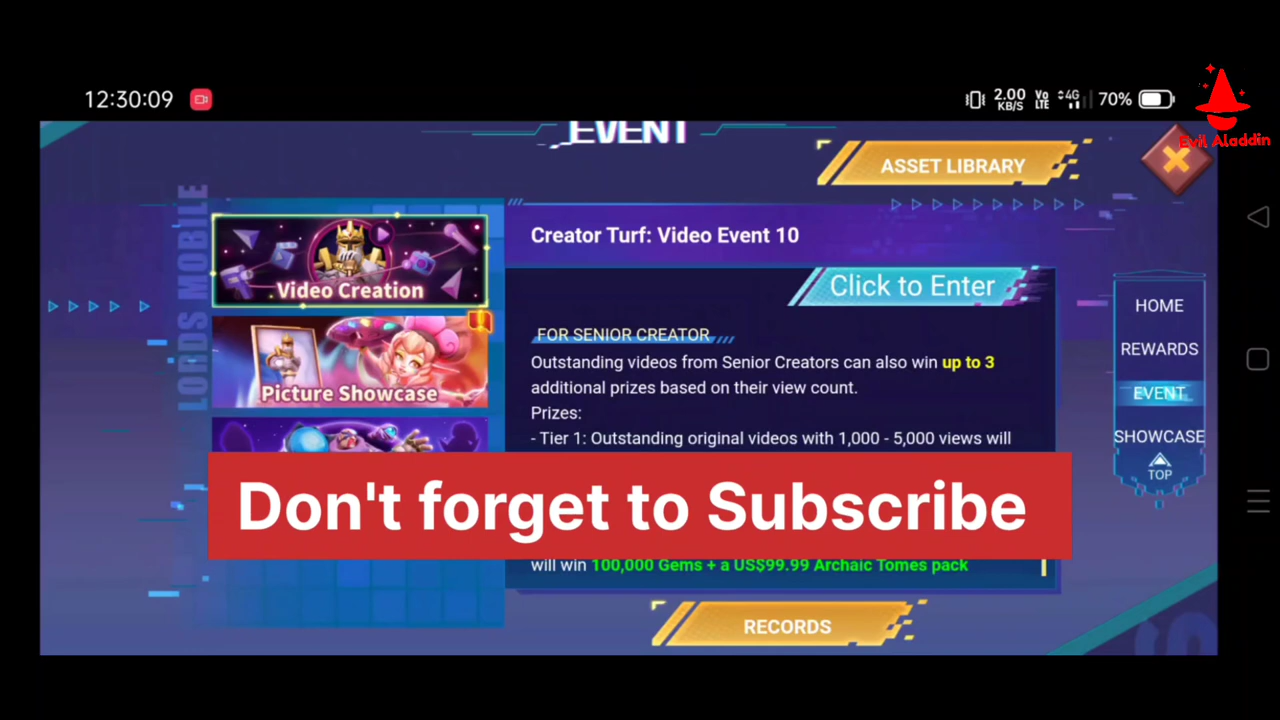 12:30:09
2.00 KB/S
Vo LTE
4G
70%
Evil Aladdin
EVENT
ASSET LIBRARY
LORDS MOBILE
Creator Turf: Video Event 10
Video Creation
Click to Enter
HOME
FOR SENIOR CREATOR
REWARDS
Outstanding videos from Senior Creators can also win up to 3
additional prizes based on their view count.
Picture Showcase
EVENT
Prizes:
- Tier 1: Outstanding original videos with 1,000 - 5,000 views will
SHOWCASE
TOP
Don't forget to Subscribe
will win 100,000 Gems + a US$99.99 Archaic Tomes pack
RECORDS